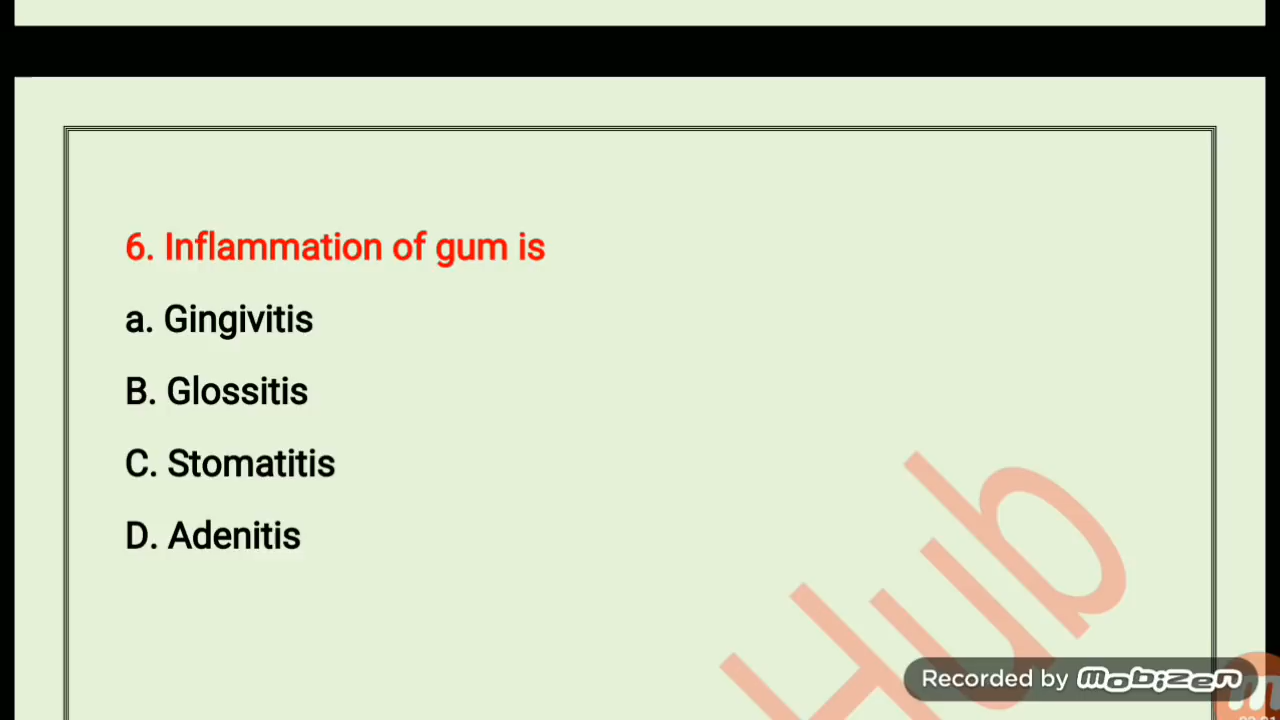 6. Inflammation of gum is
a. Gingivitis
B. Glossitis
C. Stomatitis
D. Adenitis
Hub
Recorded by Mobizen